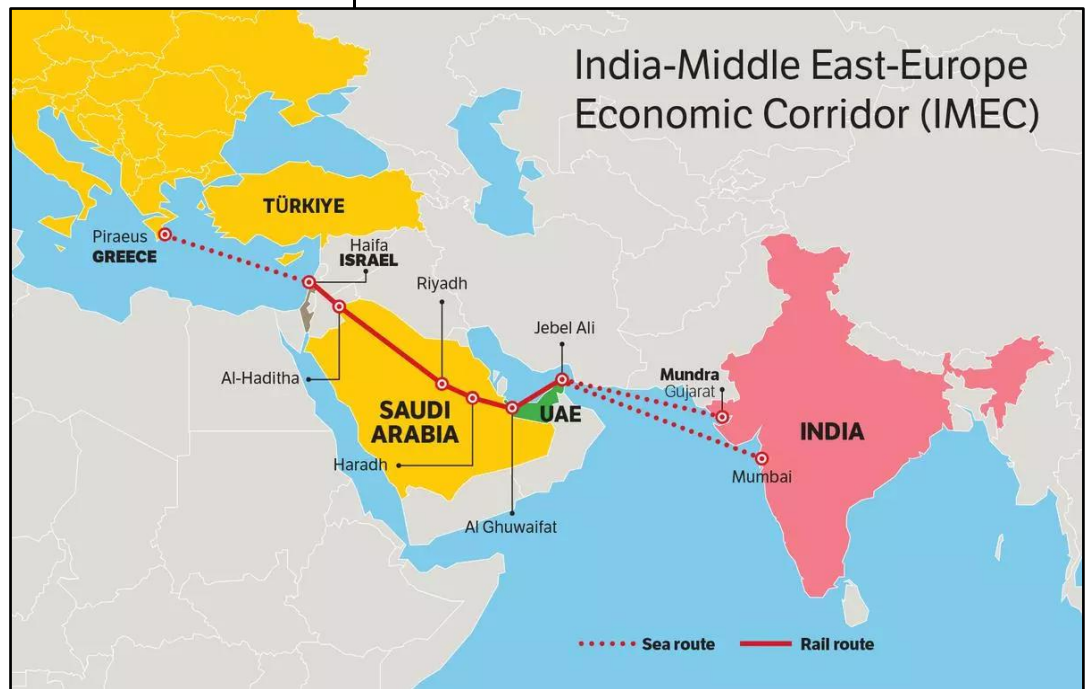 India-Middle East-Europe
Economic Corridor (IMEC)
TÜRKIYE
Piraeus
GREECE
Haifa
ISRAEL
Riyadh
Jebel Ali
Al-Haditha
Mundra
Gujarat
SAUDI
ARABIA
UAE
INDIA
Haradh
Mumbai
Al Ghuwaifat
Sea route
Rail route